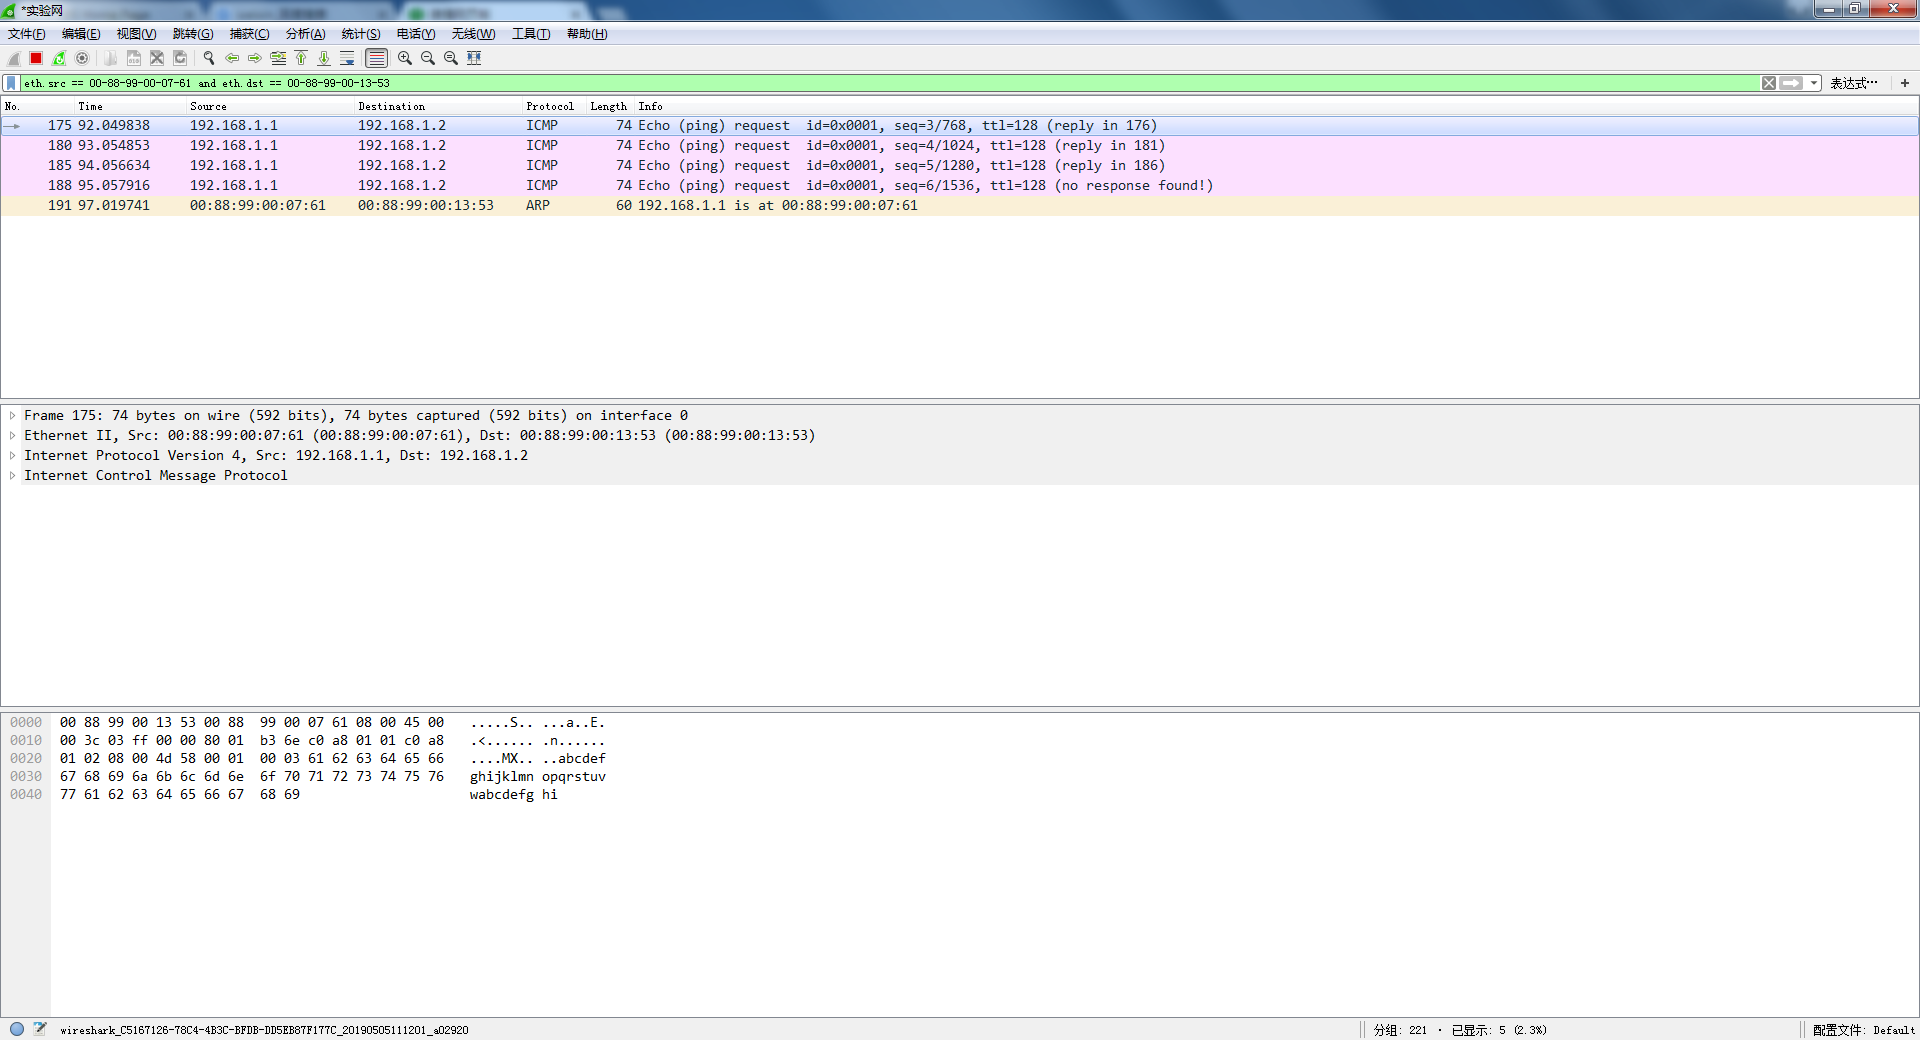 *实验网
文件(F) 编辑(E) 视图(V) 跳转(G) 捕获(C) 分析(A) 统计(S) 电话(Y) 无线(W) 工具(T) 帮助(H)
eth.src == 00-88-99-00-07-61 and eth.dst == 00-88-99-00-13-53 表达式… +
No. Time Source Destination Protocol Length Info
175 92.049838 192.168.1.1 192.168.1.2 ICMP 74 Echo (ping) request id=0x0001, seq=3/768, ttl=128 (reply in 176)
180 93.054853 192.168.1.1 192.168.1.2 ICMP 74 Echo (ping) request id=0x0001, seq=4/1024, ttl=128 (reply in 181)
185 94.056634 192.168.1.1 192.168.1.2 ICMP 74 Echo (ping) request id=0x0001, seq=5/1280, ttl=128 (reply in 186)
188 95.057916 192.168.1.1 192.168.1.2 ICMP 74 Echo (ping) request id=0x0001, seq=6/1536, ttl=128 (no response found!)
191 97.019741 00:88:99:00:07:61 00:88:99:00:13:53 ARP 60 192.168.1.1 is at 00:88:99:00:07:61
Frame 175: 74 bytes on wire (592 bits), 74 bytes captured (592 bits) on interface 0
Ethernet II, Src: 00:88:99:00:07:61 (00:88:99:00:07:61), Dst: 00:88:99:00:13:53 (00:88:99:00:13:53)
Internet Protocol Version 4, Src: 192.168.1.1, Dst: 192.168.1.2
Internet Control Message Protocol
0000 00 88 99 00 13 53 00 88 99 00 07 61 08 00 45 00 .....S.. ...a..E.
0010 00 3c 03 ff 00 00 80 01 b3 6e c0 a8 01 01 c0 a8 .<...... .n......
0020 01 02 08 00 4d 58 00 01 00 03 61 62 63 64 65 66 ....MX.. ..abcdef
0030 67 68 69 6a 6b 6c 6d 6e 6f 70 71 72 73 74 75 76 ghijklmn opqrstuv
0040 77 61 62 63 64 65 66 67 68 69 wabcdefg hi
wireshark_C5167126-78C4-4B3C-BFDB-DD5EB87F177C_20190505111201_a02920 分组: 221 · 已显示: 5 (2.3%) 配置文件: Default